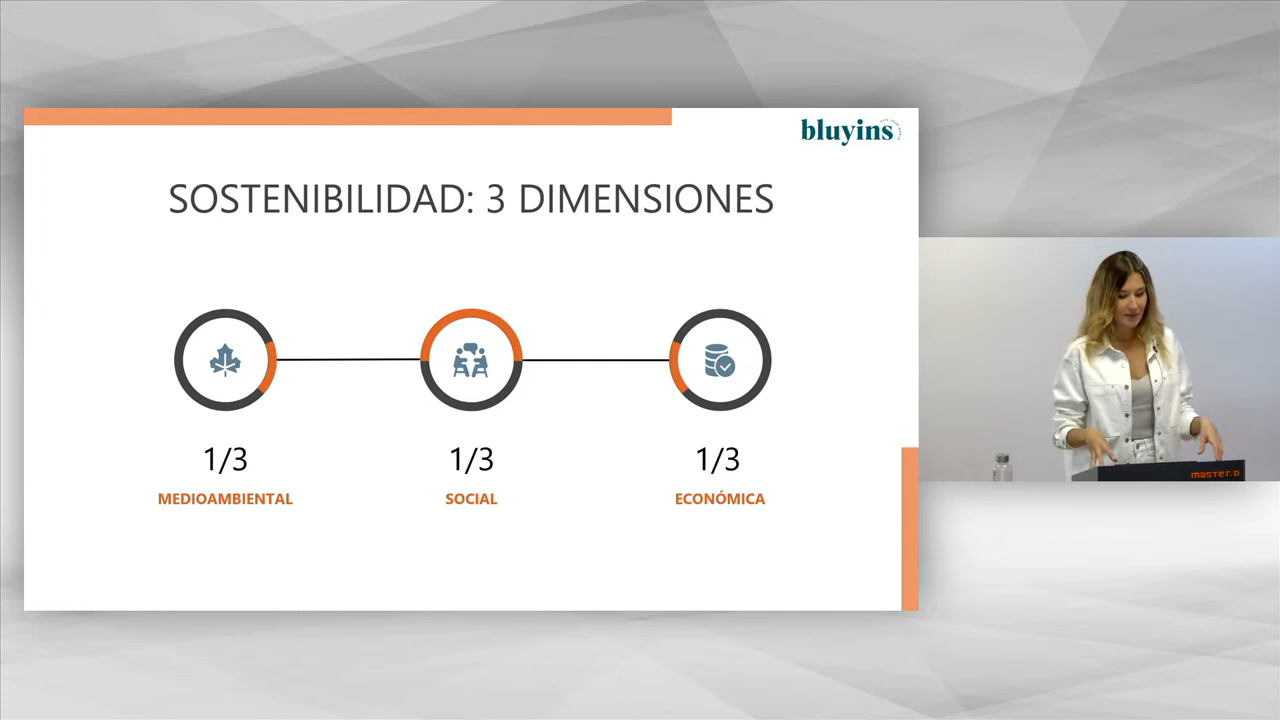 bluyins
SOSTENIBILIDAD: 3 DIMENSIONES
1/3
MEDIOAMBIENTAL
1/3
SOCIAL
1/3
ECONÓMICA
master.D